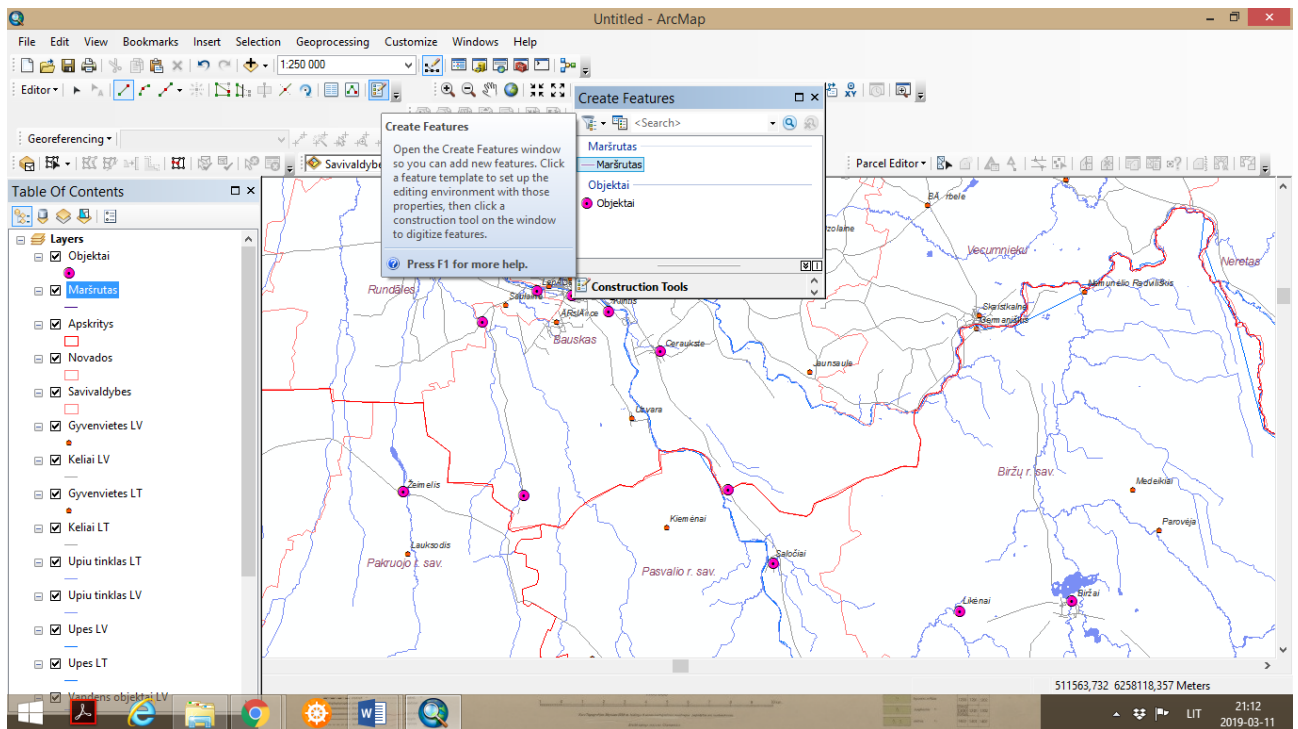 Untitled - ArcMap
File Edit View Bookmarks Insert Selection Geoprocessing Customize Windows Help
1:250 000
Editor
Create Features
<Search>
Georeferencing
Create Features
Open the Create Features window
so you can add new features. Click
a feature template to set up the
editing environment with those
properties, then click a
construction tool on the window
to digitize features.
Press F1 for more help.
Maršrutas
Maršrutas
Objektai
Objektai
Construction Tools
Savivaldybe
Parcel Editor
Table Of Contents
Layers
Objektai
Maršrutas
Apskritys
Novados
Savivaldybes
Gyvenvietes LV
Keliai LV
Gyvenvietes LT
Keliai LT
Upiu tinklas LT
Upiu tinklas LV
Upes LV
Upes LT
Vandens objektai LV
rbele
Vecumnieku
Neretas
Rundāles
Skaistkalne
Bauskas
Ceraukste
Jaunsaule
Žeimelis
Biržų r. sav.
Medeikiai
Kiemėnai
Parovėja
Lauksodis
Pakruojo r. sav.
Saločiai
Pasvalio r. sav.
Likėnai
Biržai
511563,732 6258118,357 Meters
LIT
21:12
2019-03-11